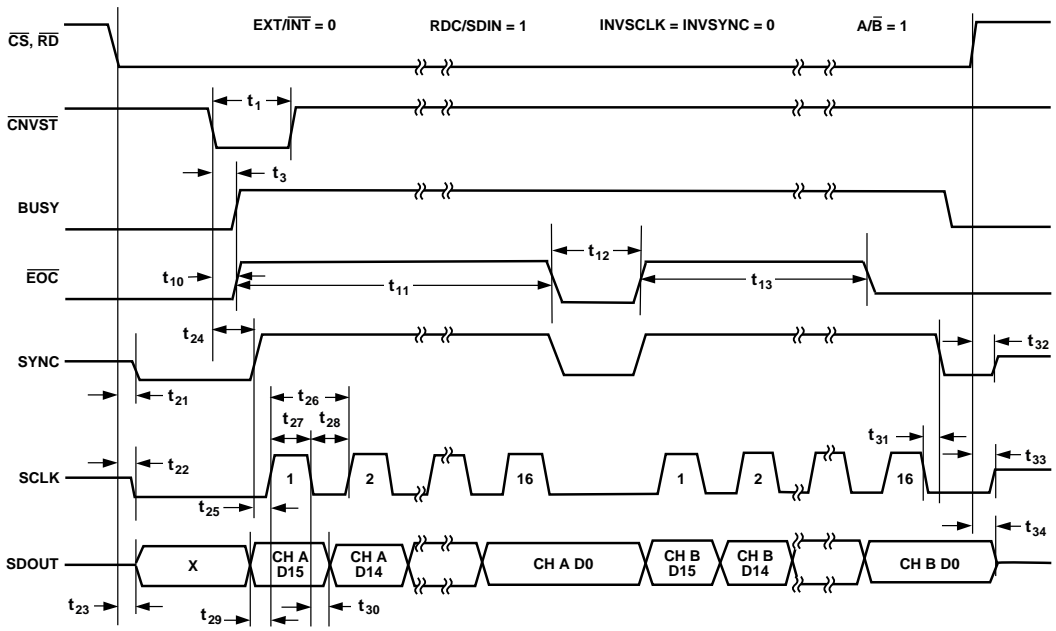 EXT/INT = 0 RDC/SDIN = 1 INVSCLK = INVSYNC = 0 A/B = 1
CS, RD
t1
CNVST
t3
BUSY
t12
EOC
t10
t11
t13
t24
t32
SYNC
t21
t26
t27 t28
t31
t22
t33
SCLK
1 2 16 1 2 16
t25
t34
SDOUT
X
CH A D15
CH A D14
CH A D0
CH B D15
CH B D14
CH B D0
t23
t29
t30